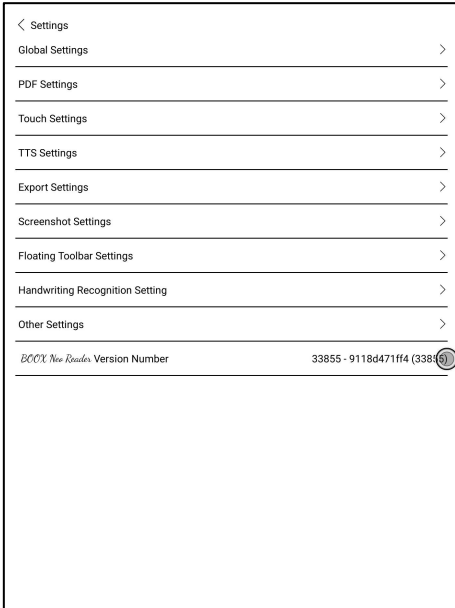 Settings
Global Settings
PDF Settings
Touch Settings
TTS Settings
Export Settings
Screenshot Settings
Floating Toolbar Settings
Handwriting Recognition Setting
Other Settings
BOOX Neo Reader Version Number 33855 - 9118d471ff4 (33855)